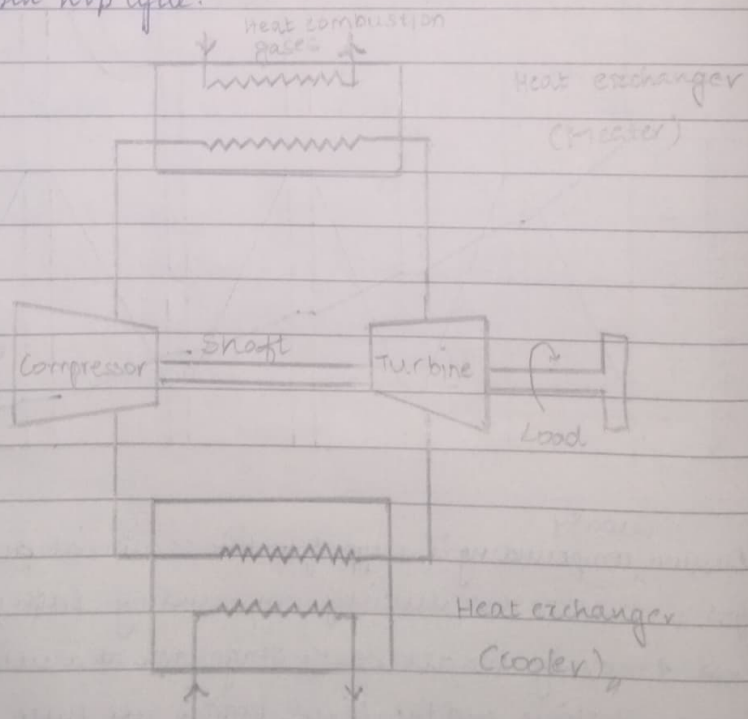 Heat combustion
gases
Heat exchanger
(Heater)
Compressor
Shaft
Turbine
Load
Heat exchanger
(cooler)